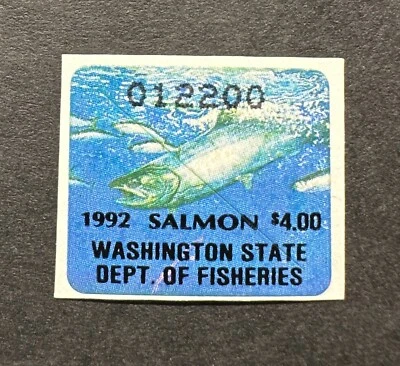 012200
1992 SALMON $4.00
WASHINGTON STATE
DEPT. OF FISHERIES